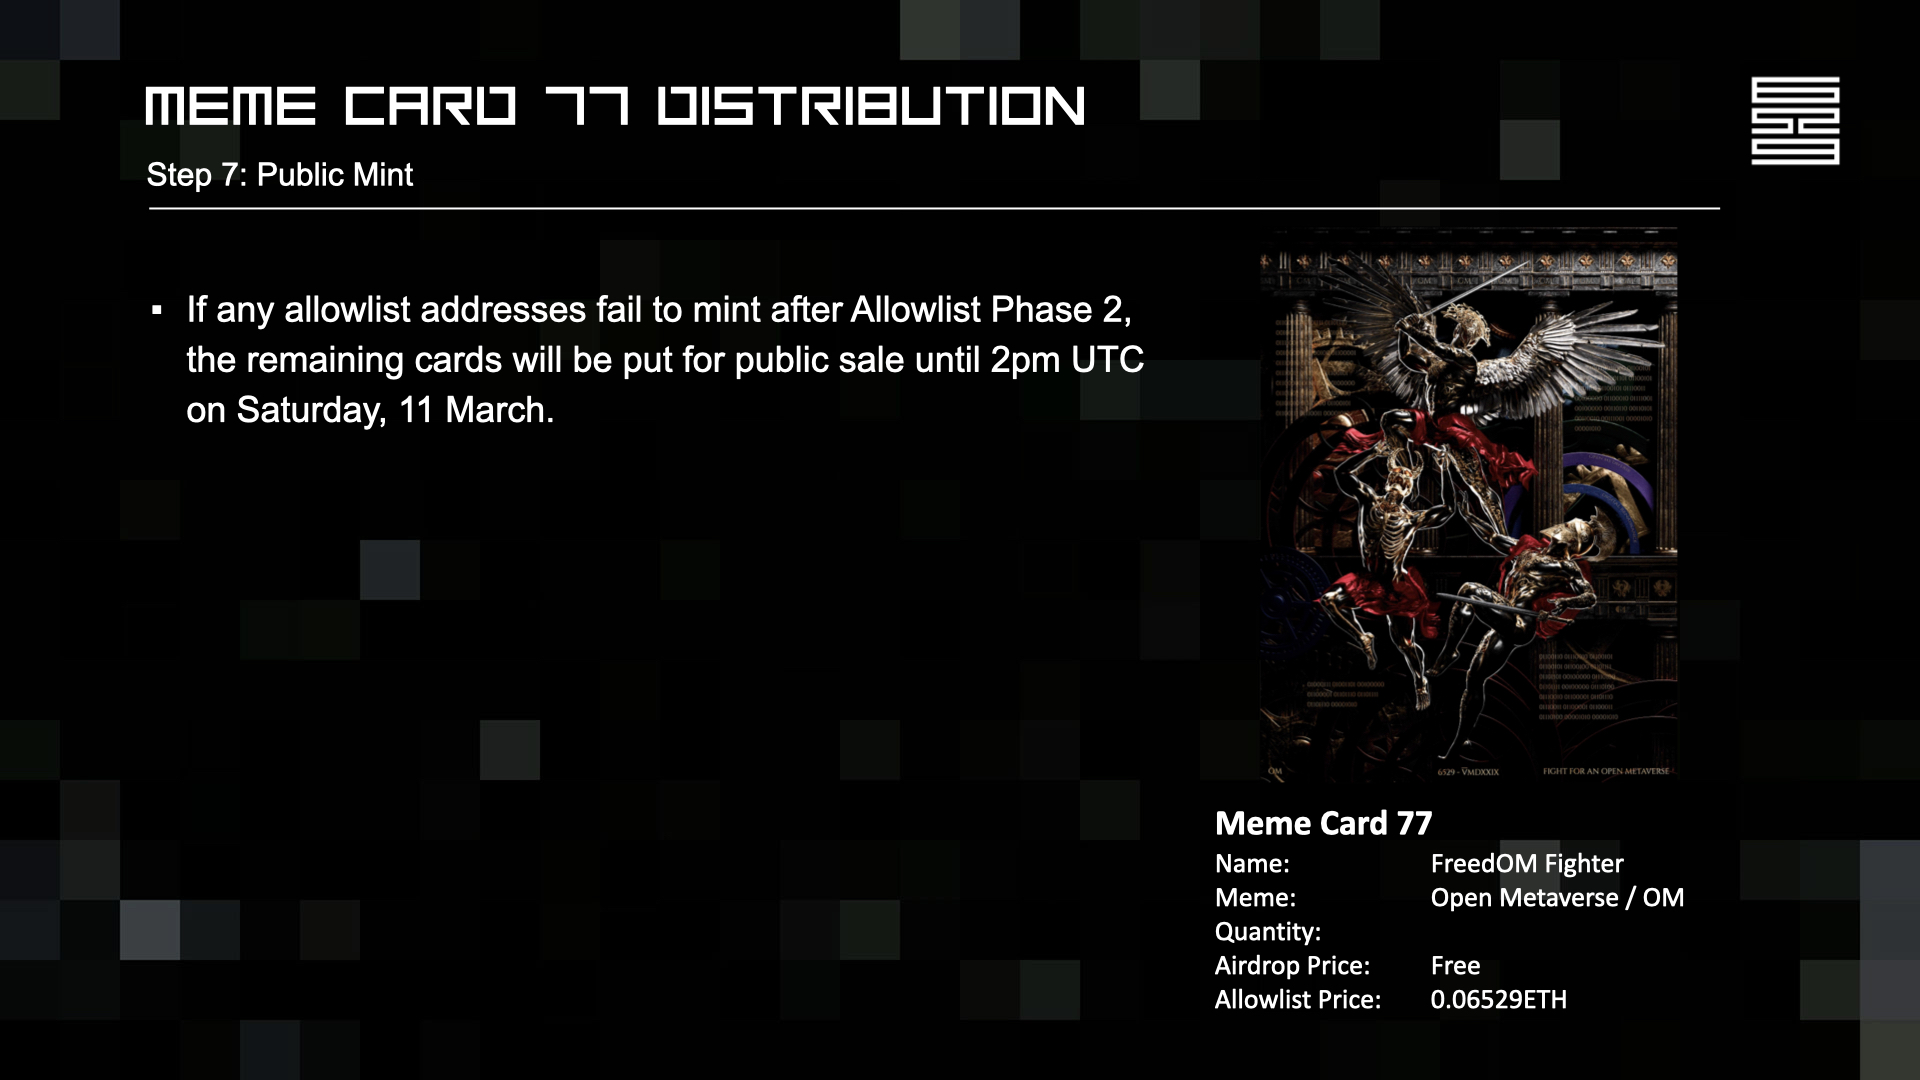 MEME CARD 77 DISTRIBUTION
Step 7: Public Mint
▪ If any allowlist addresses fail to mint after Allowlist Phase 2,
the remaining cards will be put for public sale until 2pm UTC
on Saturday, 11 March.
OM
6529 - VMDXXIX
FIGHT FOR AN OPEN METAVERSE
Meme Card 77
Name: FreedOM Fighter
Meme: Open Metaverse / OM
Quantity:
Airdrop Price: Free
Allowlist Price: 0.06529ETH